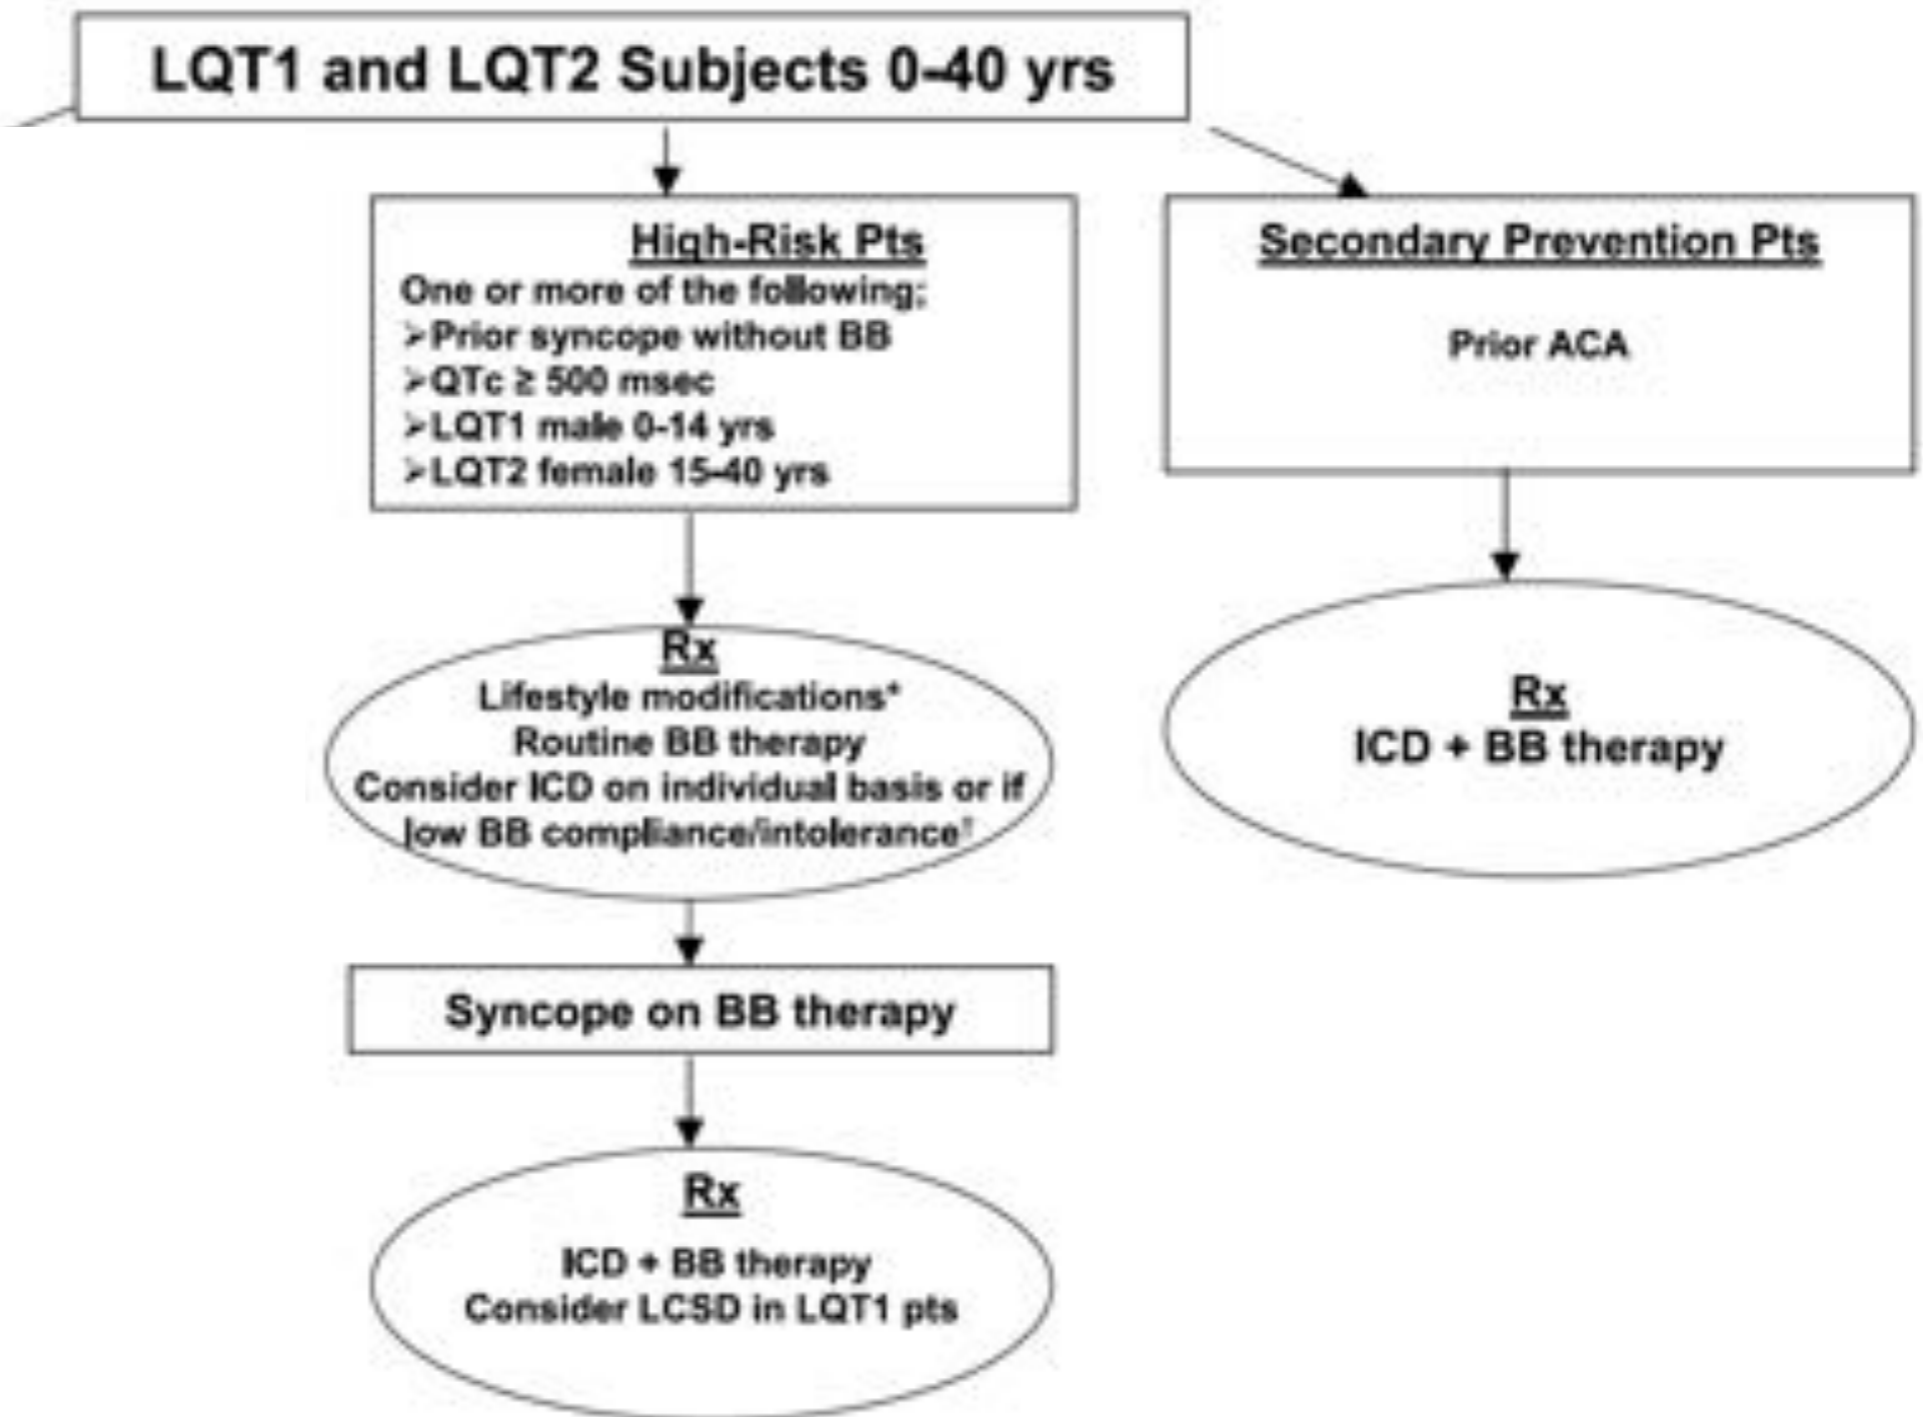 LQT1 and LQT2 Subjects 0-40 yrs
High-Risk Pts
One or more of the following;
➢Prior syncope without BB
➢QTc ≥ 500 msec
➢LQT1 male 0-14 yrs
➢LQT2 female 15-40 yrs
Secondary Prevention Pts
Prior ACA
Rx
Lifestyle modifications*
Routine BB therapy
Consider ICD on individual basis or if
low BB compliance/intolerance†
Rx
ICD + BB therapy
Syncope on BB therapy
Rx
ICD + BB therapy
Consider LCSD in LQT1 pts